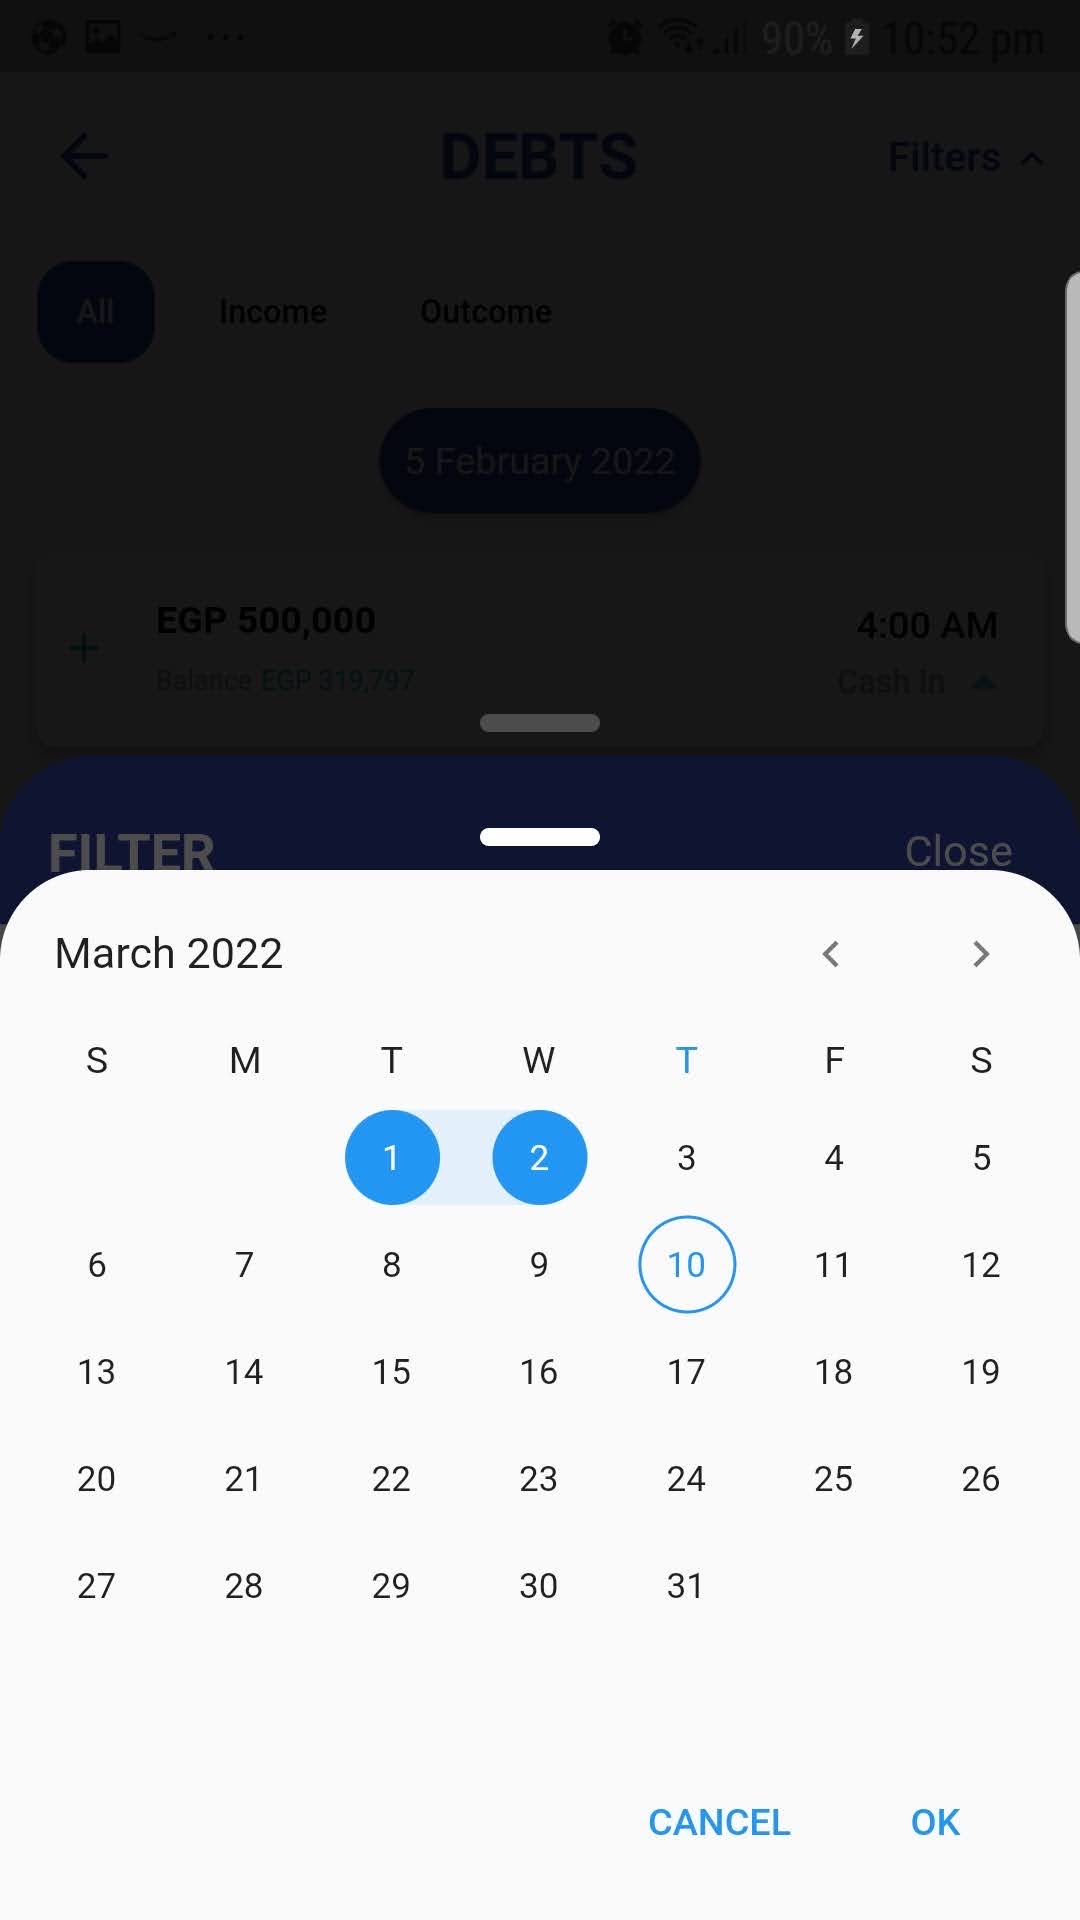 90% 10:52 pm
DEBTS
Filters
All Income Outcome
5 February 2022
EGP 500,000 4:00 AM
Balance EGP 319,797 Cash In
FILTER Close
March 2022
S M T W T F S
1 2 3 4 5
6 7 8 9 10 11 12
13 14 15 16 17 18 19
20 21 22 23 24 25 26
27 28 29 30 31
CANCEL OK